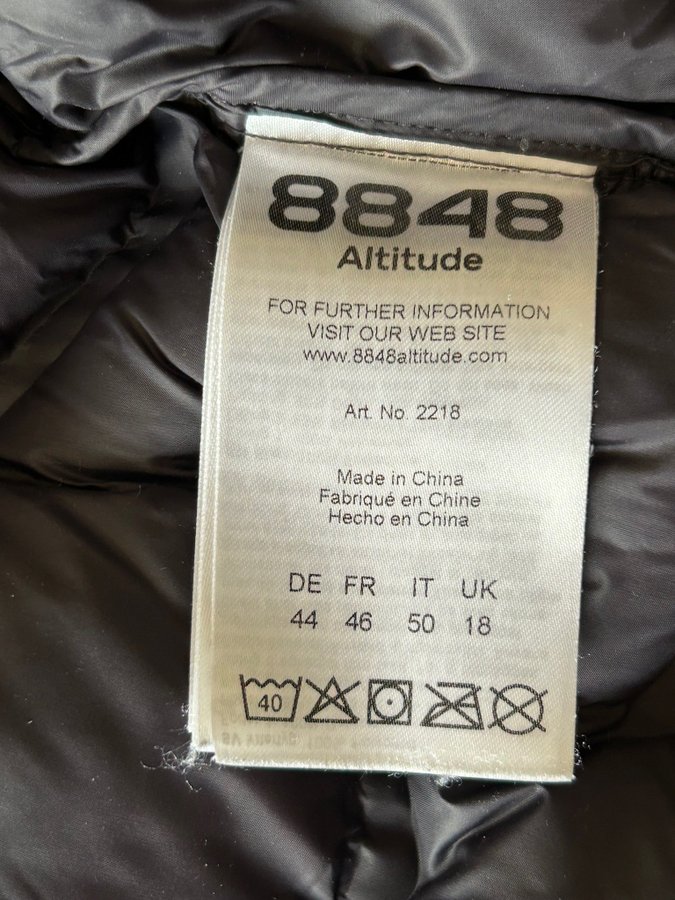 8848
Altitude
FOR FURTHER INFORMATION
VISIT OUR WEB SITE
www.8848altitude.com
Art. No. 2218
Made in China
Fabriqué en Chine
Hecho en China
DE FR IT UK
44 46 50 18
40